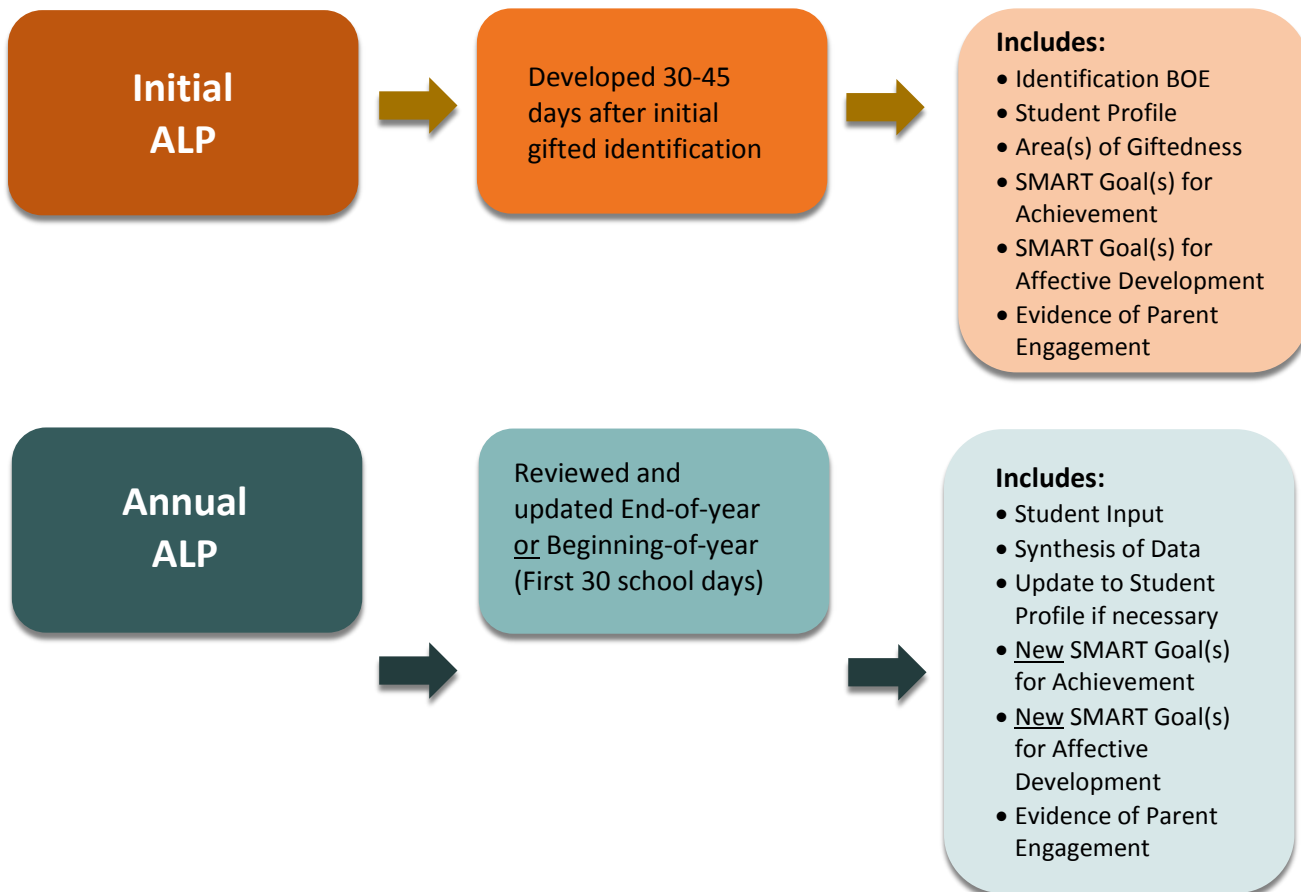 Initial
ALP
Developed 30-45
days after initial
gifted identification
Includes:
• Identification BOE
• Student Profile
• Area(s) of Giftedness
• SMART Goal(s) for
Achievement
• SMART Goal(s) for
Affective Development
• Evidence of Parent
Engagement
Annual
ALP
Reviewed and
updated End-of-year
or Beginning-of-year
(First 30 school days)
Includes:
• Student Input
• Synthesis of Data
• Update to Student
Profile if necessary
• New SMART Goal(s)
for Achievement
• New SMART Goal(s)
for Affective
Development
• Evidence of Parent
Engagement